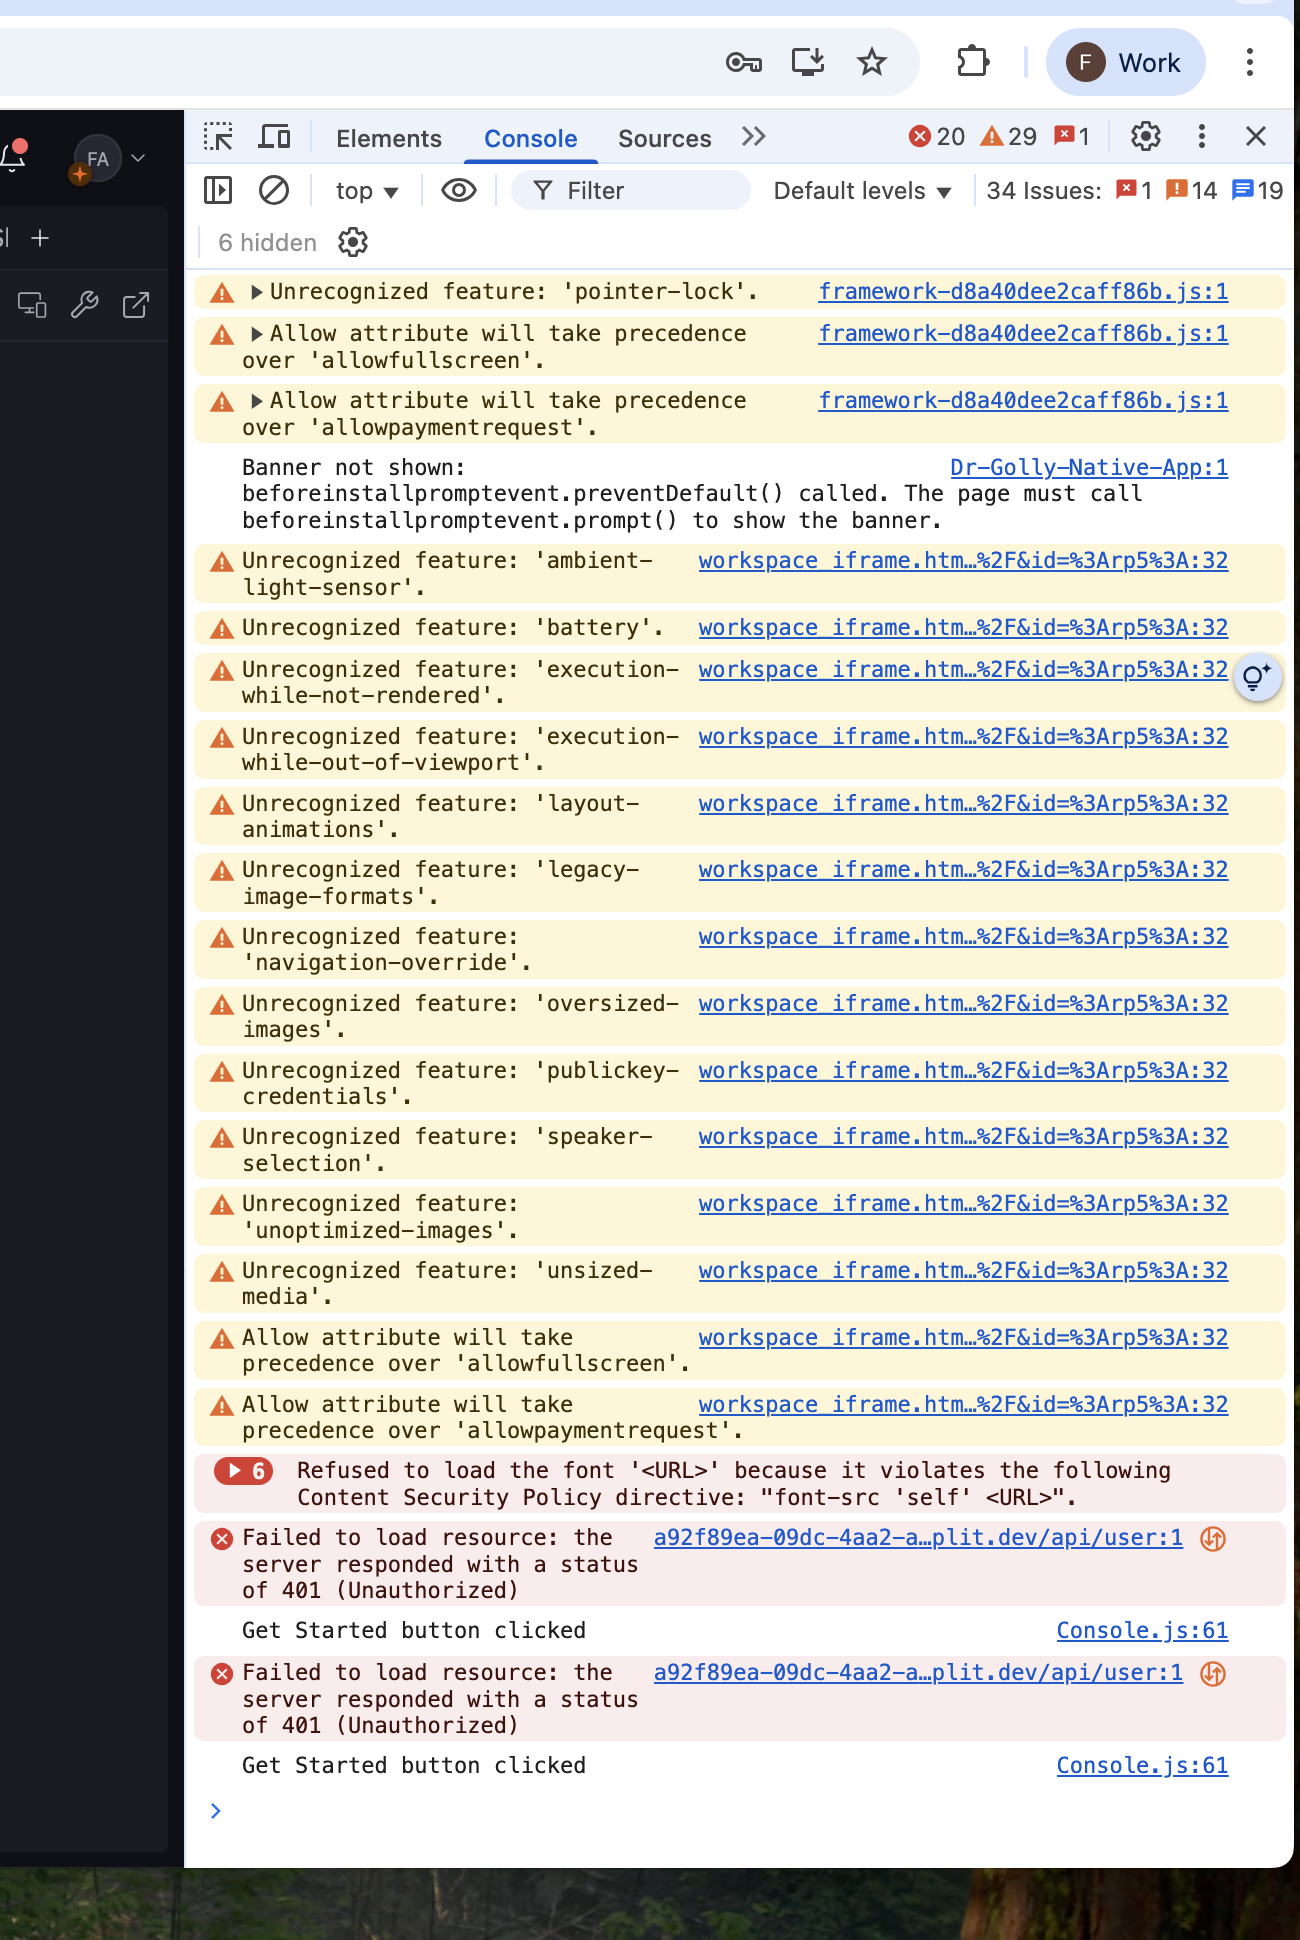 F Work
FA
Elements Console Sources 20 29 1
top Filter Default levels 34 Issues: 1 14 19
6 hidden
Unrecognized feature: 'pointer-lock'. framework-d8a40dee2caff86b.js:1
Allow attribute will take precedence framework-d8a40dee2caff86b.js:1
over 'allowfullscreen'.
Allow attribute will take precedence framework-d8a40dee2caff86b.js:1
over 'allowpaymentrequest'.
Banner not shown: Dr-Golly-Native-App:1
beforeinstallpromptevent.preventDefault() called. The page must call
beforeinstallpromptevent.prompt() to show the banner.
Unrecognized feature: 'ambient- workspace_iframe.htm…%2F&id=%3Arp5%3A:32
light-sensor'.
Unrecognized feature: 'battery'. workspace_iframe.htm…%2F&id=%3Arp5%3A:32
Unrecognized feature: 'execution- workspace_iframe.htm…%2F&id=%3Arp5%3A:32
while-not-rendered'.
Unrecognized feature: 'execution- workspace_iframe.htm…%2F&id=%3Arp5%3A:32
while-out-of-viewport'.
Unrecognized feature: 'layout- workspace_iframe.htm…%2F&id=%3Arp5%3A:32
animations'.
Unrecognized feature: 'legacy- workspace_iframe.htm…%2F&id=%3Arp5%3A:32
image-formats'.
Unrecognized feature: workspace_iframe.htm…%2F&id=%3Arp5%3A:32
'navigation-override'.
Unrecognized feature: 'oversized- workspace_iframe.htm…%2F&id=%3Arp5%3A:32
images'.
Unrecognized feature: 'publickey- workspace_iframe.htm…%2F&id=%3Arp5%3A:32
credentials'.
Unrecognized feature: 'speaker- workspace_iframe.htm…%2F&id=%3Arp5%3A:32
selection'.
Unrecognized feature: workspace_iframe.htm…%2F&id=%3Arp5%3A:32
'unoptimized-images'.
Unrecognized feature: 'unsized- workspace_iframe.htm…%2F&id=%3Arp5%3A:32
media'.
Allow attribute will take workspace_iframe.htm…%2F&id=%3Arp5%3A:32
precedence over 'allowfullscreen'.
Allow attribute will take workspace_iframe.htm…%2F&id=%3Arp5%3A:32
precedence over 'allowpaymentrequest'.
6 Refused to load the font '<URL>' because it violates the following
Content Security Policy directive: "font-src 'self' <URL>".
Failed to load resource: the a92f89ea-09dc-4aa2-a…plit.dev/api/user:1
server responded with a status
of 401 (Unauthorized)
Get Started button clicked Console.js:61
Failed to load resource: the a92f89ea-09dc-4aa2-a…plit.dev/api/user:1
server responded with a status
of 401 (Unauthorized)
Get Started button clicked Console.js:61